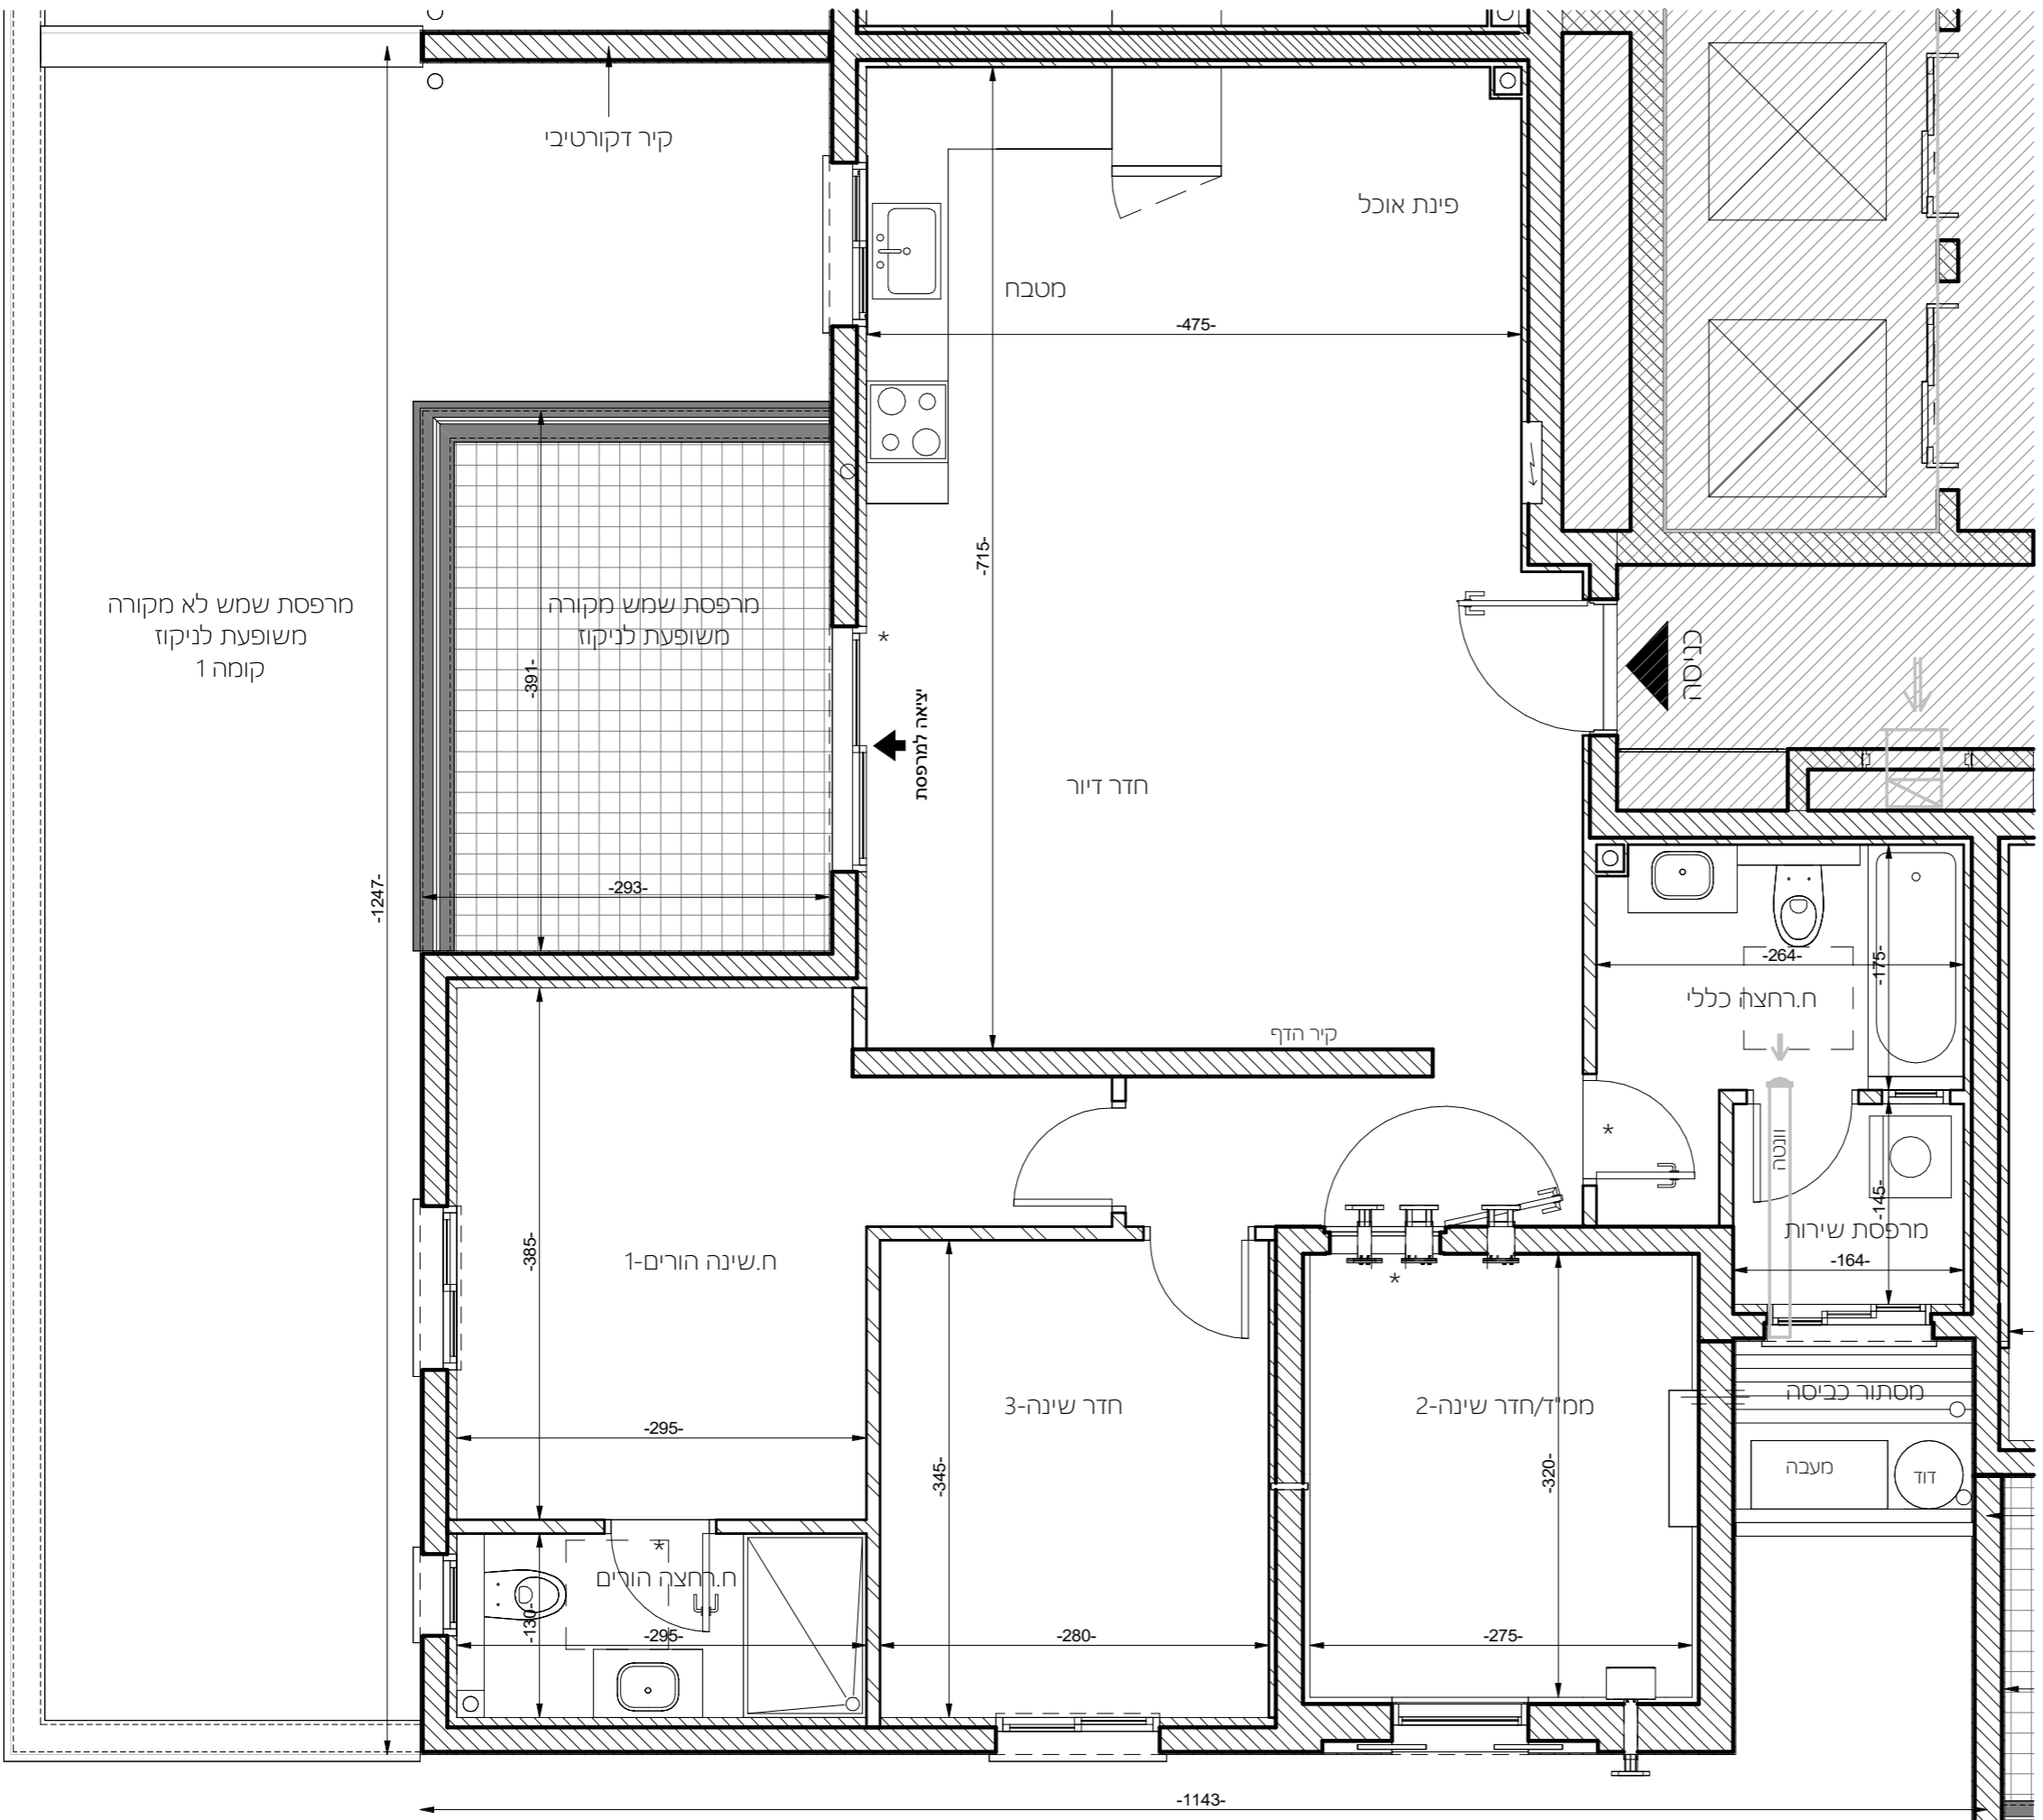 קיר דקורטיבי
פינת אוכל
מטבח
-475-
-715-
מרפסת שמש לא מקורה
משופעת לניקוז
קומה 1
מרפסת שמש מקורה
משופעת לניקוז
-391-
-293-
-1247-
יציאה למרפסת
*
כניסה
חדר דיור
-264-
-175-
ח.רחצה כללי
קיר הדף
*
וונטה
-145-
מרפסת שירות
-164-
-385-
ח.שינה הורים-1
*
חדר שינה-3
ממ"ד/חדר שינה-2
מסתור כביסה
-295-
-345-
-320-
מעבה
דוד
*
ח.רחצה הורים
-130-
-295-
-280-
-275-
-1143-